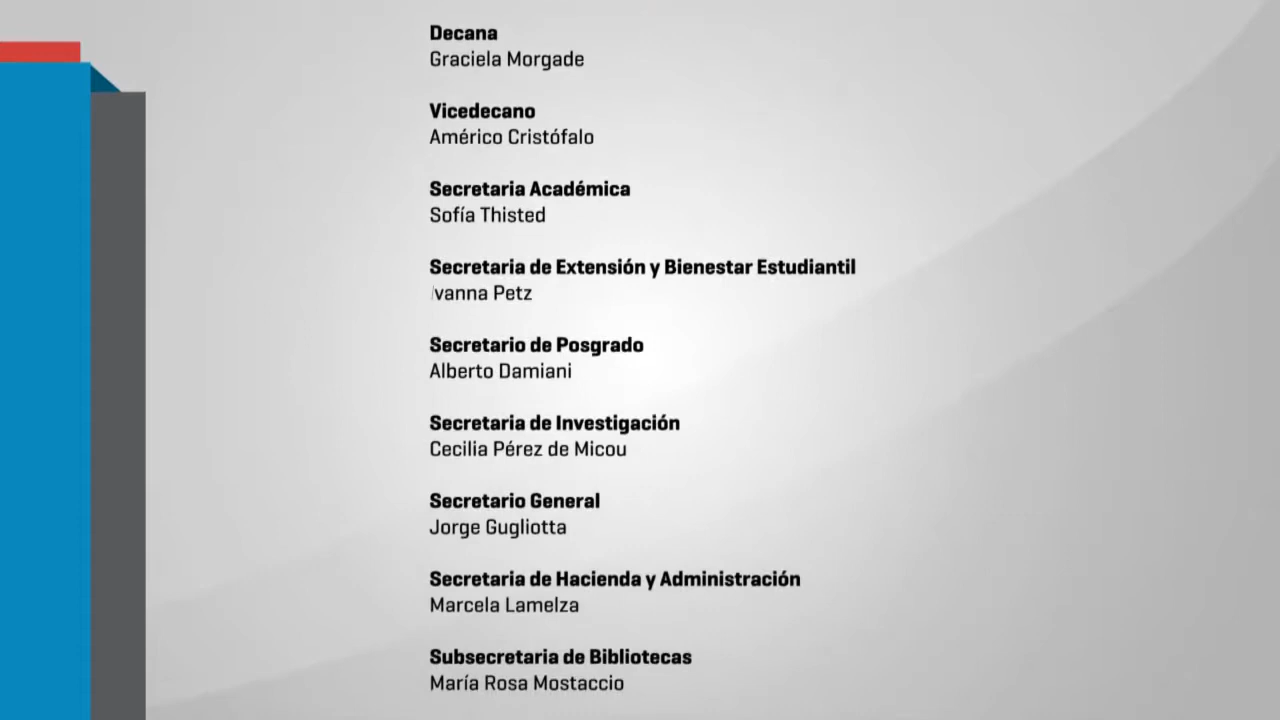 Decana
Graciela Morgade
Vicedecano
Américo Cristófalo
Secretaria Académica
Sofía Thisted
Secretaria de Extensión y Bienestar Estudiantil
Ivanna Petz
Secretario de Posgrado
Alberto Damiani
Secretaria de Investigación
Cecilia Pérez de Micou
Secretario General
Jorge Gugliotta
Secretaria de Hacienda y Administración
Marcela Lamelza
Subsecretaria de Bibliotecas
María Rosa Mostaccio